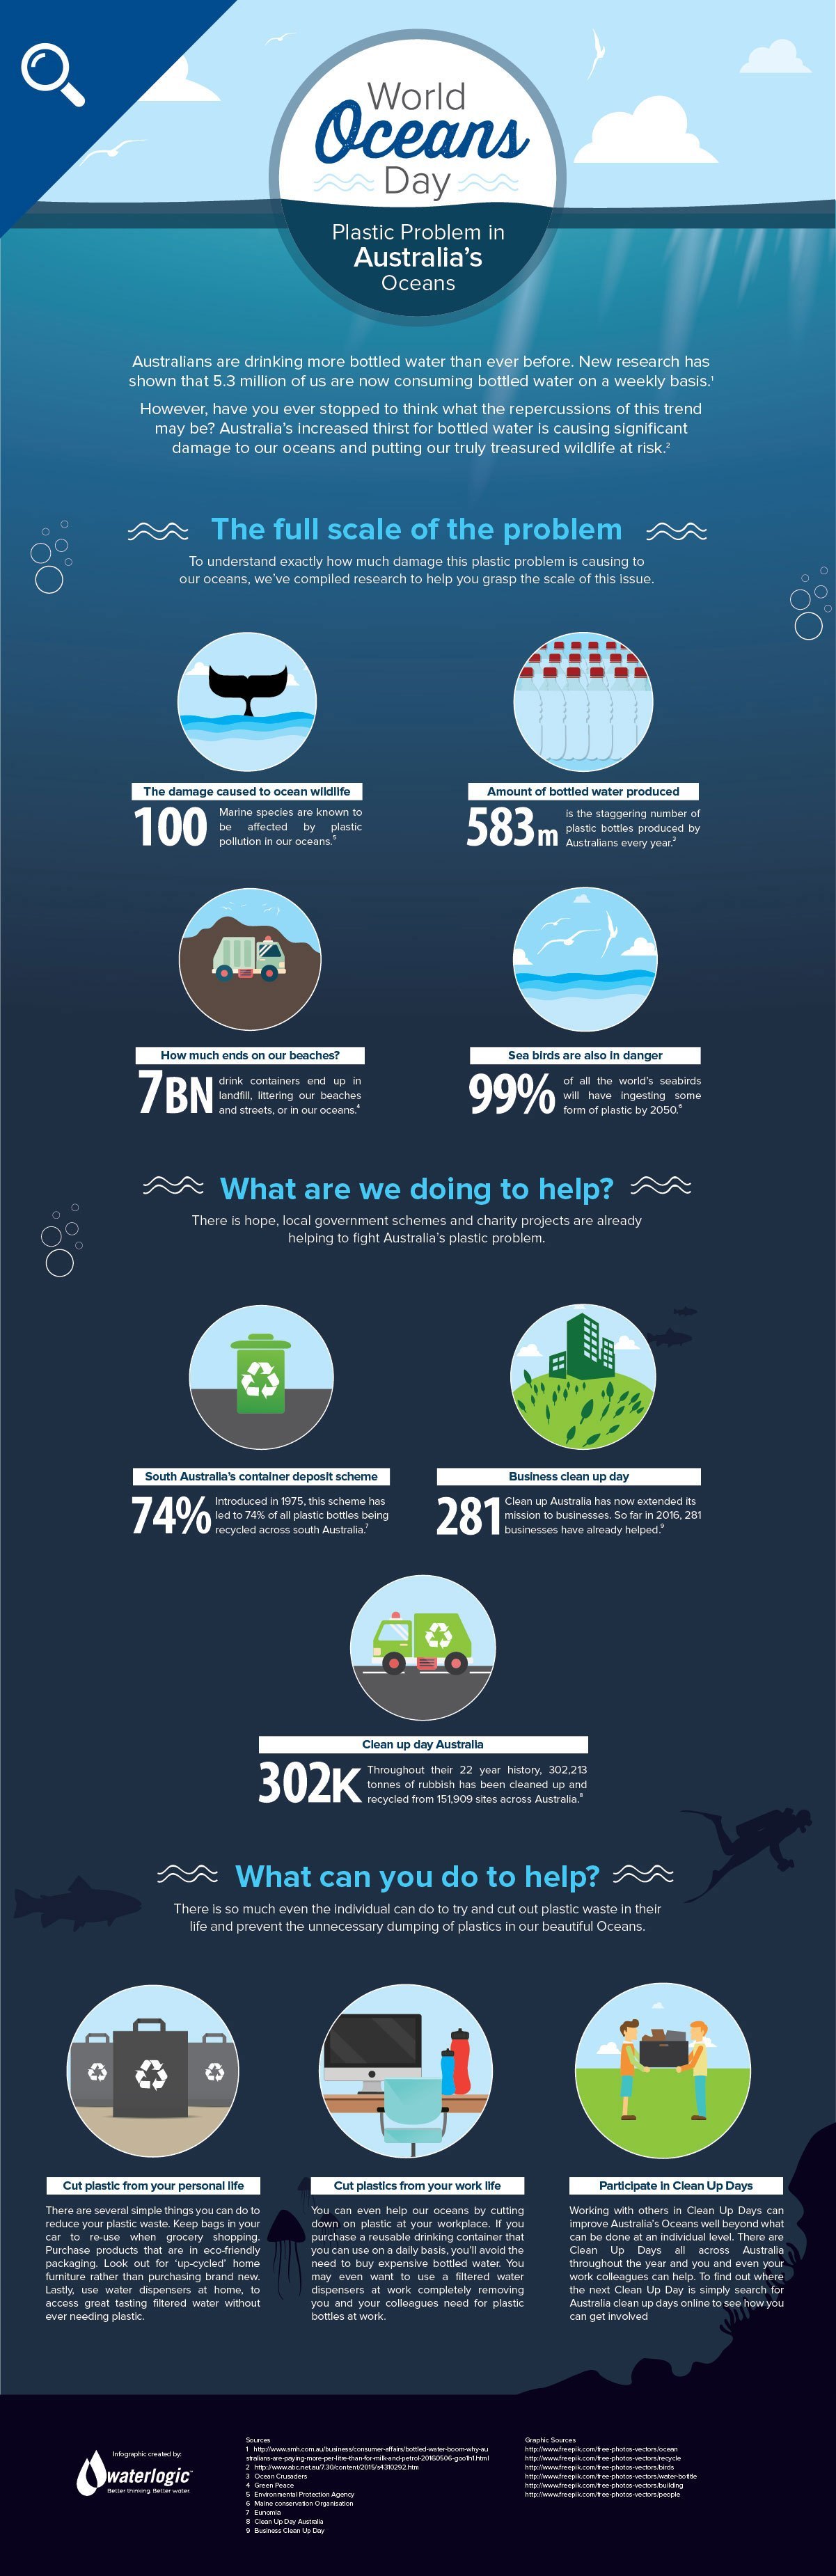 World
Oceans
Day
Plastic Problem in
Australia's
Oceans
Australians are drinking more bottled water than ever before. New research has
shown that 5.3 million of us are now consuming bottled water on a weekly basis.¹
However, have you ever stopped to think what the repercussions of this trend
may be? Australia's increased thirst for bottled water is causing significant
damage to our oceans and putting our truly treasured wildlife at risk.²
The full scale of the problem
To understand exactly how much damage this plastic problem is causing to
our oceans, we've compiled research to help you grasp the scale of this issue.
The damage caused to ocean wildlife
100
Marine species are known to
be affected by plastic
pollution in our oceans.⁵
Amount of bottled water produced
583m
is the staggering number of
plastic bottles produced by
Australians every year.³
How much ends on our beaches?
7BN
drink containers end up in
landfill, littering our beaches
and streets, or in our oceans.⁴
Sea birds are also in danger
99%
of all the world's seabirds
will have ingesting some
form of plastic by 2050.⁶
What are we doing to help?
There is hope, local government schemes and charity projects are already
helping to fight Australia's plastic problem.
South Australia's container deposit scheme
74%
Introduced in 1975, this scheme has
led to 74% of all plastic bottles being
recycled across south Australia.⁷
Business clean up day
281
Clean up Australia has now extended its
mission to businesses. So far in 2016, 281
businesses have already helped.⁹
Clean up day Australia
302K
Throughout their 22 year history, 302,213
tonnes of rubbish has been cleaned up and
recycled from 151,909 sites across Australia.⁸
What can you do to help?
There is so much even the individual can do to try and cut out plastic waste in their
life and prevent the unnecessary dumping of plastics in our beautiful Oceans.
Cut plastic from your personal life
There are several simple things you can do to
reduce your plastic waste. Keep bags in your
car to re-use when grocery shopping.
Purchase products that are in eco-friendly
packaging. Look out for 'up-cycled' home
furniture rather than purchasing brand new.
Lastly, use water dispensers at home, to
access great tasting filtered water without
ever needing plastic.
Cut plastics from your work life
You can even help our oceans by cutting
down on plastic at your workplace. If you
purchase a reusable drinking container that
you can use on a daily basis, you'll avoid the
need to buy expensive bottled water. You
may even want to use a filtered water
dispensers at work completely removing
you and your colleagues need for plastic
bottles at work.
Participate in Clean Up Days
Working with others in Clean Up Days can
improve Australia's Oceans well beyond what
can be done at an individual level. There are
Clean Up Days all across Australia
throughout the year and you and even your
work colleagues can help. To find out where
the next Clean Up Day is simply search for
Australia clean up days online to see how you
can get involved
Infographic created by:
waterlogic
Better thinking. Better water.
Sources
1 http://www.smh.com.au/business/consumer-affairs/bottled-water-boom-why-au
stralians-are-paying-more-per-litre-than-for-milk-and-petrol-20160506-goo1h1.html
2 http://www.abc.net.au/7.30/content/2015/s4310292.htm
3 Ocean Crusaders
4 Green Peace
5 Environmental Protection Agency
6 Maine conservation Organisation
7 Eunomia
8 Clean Up Day Australia
9 Business Clean Up Day
Graphic Sources
http://www.freepik.com/free-photos-vectors/ocean
http://www.freepik.com/free-photos-vectors/recycle
http://www.freepik.com/free-photos-vectors/birds
http://www.freepik.com/free-photos-vectors/water-bottle
http://www.freepik.com/free-photos-vectors/building
http://www.freepik.com/free-photos-vectors/people